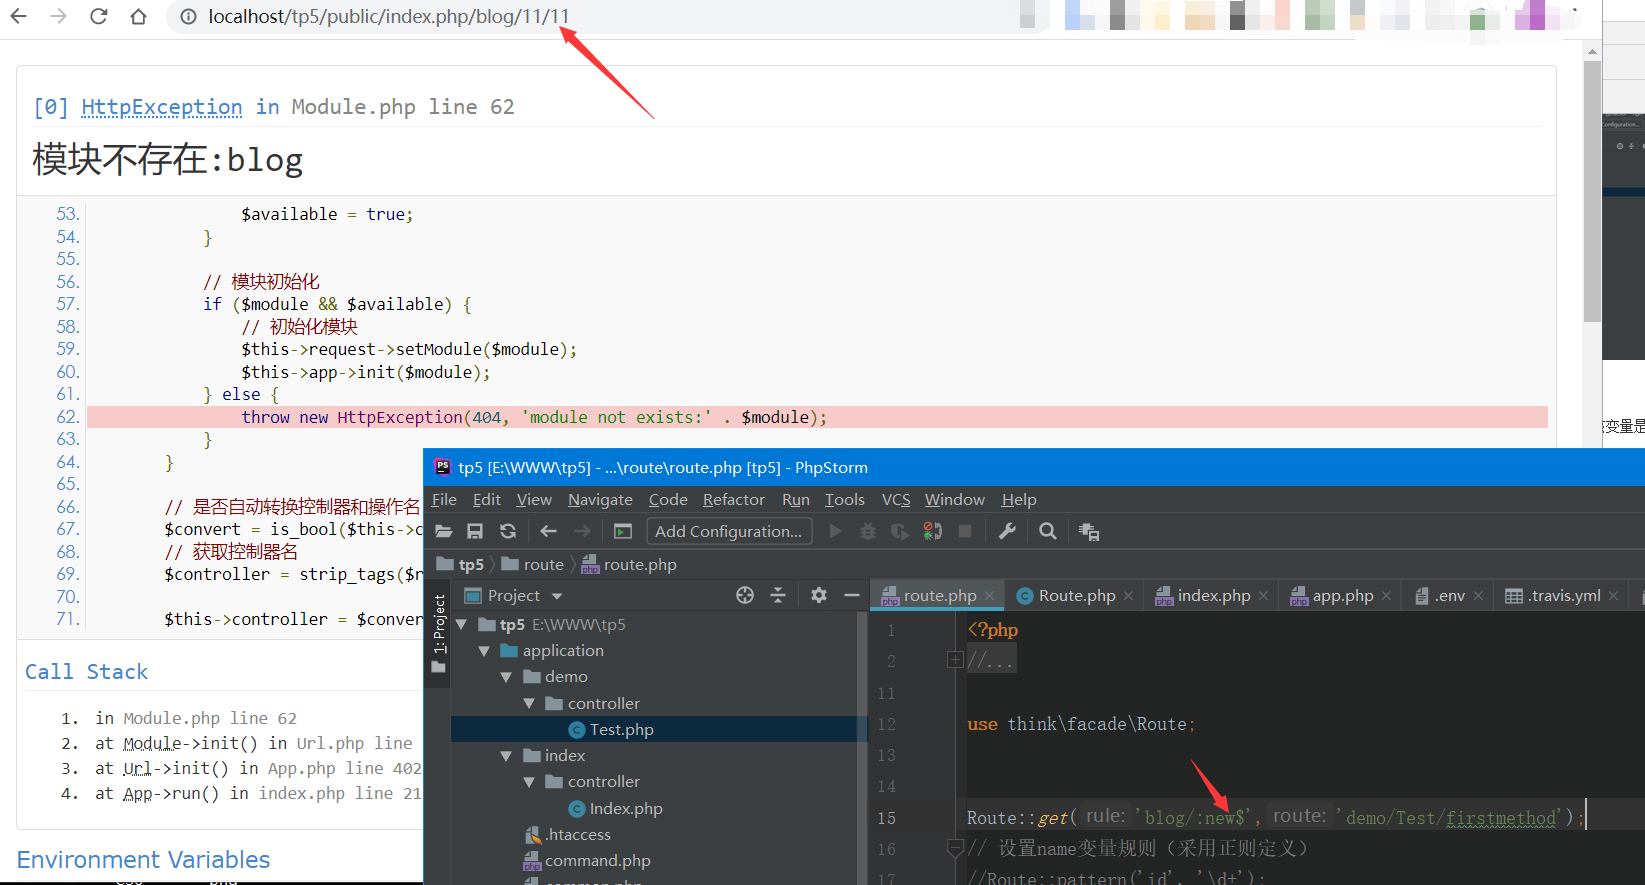 localhost/tp5/public/index.php/blog/11/11
[0] HttpException in Module.php line 62
模块不存在:blog
53. $available = true;
54. }
55.
56. // 模块初始化
57. if ($module && $available) {
58. // 初始化模块
59. $this->request->setModule($module);
60. $this->app->init($module);
61. } else {
62. throw new HttpException(404, 'module not exists:' . $module);
63. }
64. }
65.
66. // 是否自动转换控制器和操作名
67. $convert = is_bool($this->c
68. // 获取控制器名
69. $controller = strip_tags($r
70.
71. $this->controller = $conver
Call Stack
1. in Module.php line 62
2. at Module->init() in Url.php line
3. at Url->init() in App.php line 402
4. at App->run() in index.php line 21
Environment Variables
变量是
tp5 [E:\WWW\tp5] - ...\route\route.php [tp5] - PhpStorm
File Edit View Navigate Code Refactor Run Tools VCS Window Help
Add Configuration...
tp5 route route.php
1: Project
Project
tp5 E:\WWW\tp5
application
demo
controller
Test.php
index
controller
Index.php
.htaccess
command.php
route.php Route.php index.php app.php .env .travis.yml
1 <?php
2 //...
11
12 use think\facade\Route;
13
14
15 Route::get( rule: 'blog/:new$', route: 'demo/Test/firstmethod');
16 // 设置name变量规则（采用正则定义）
17 //Route::pattern('id', '\d+');